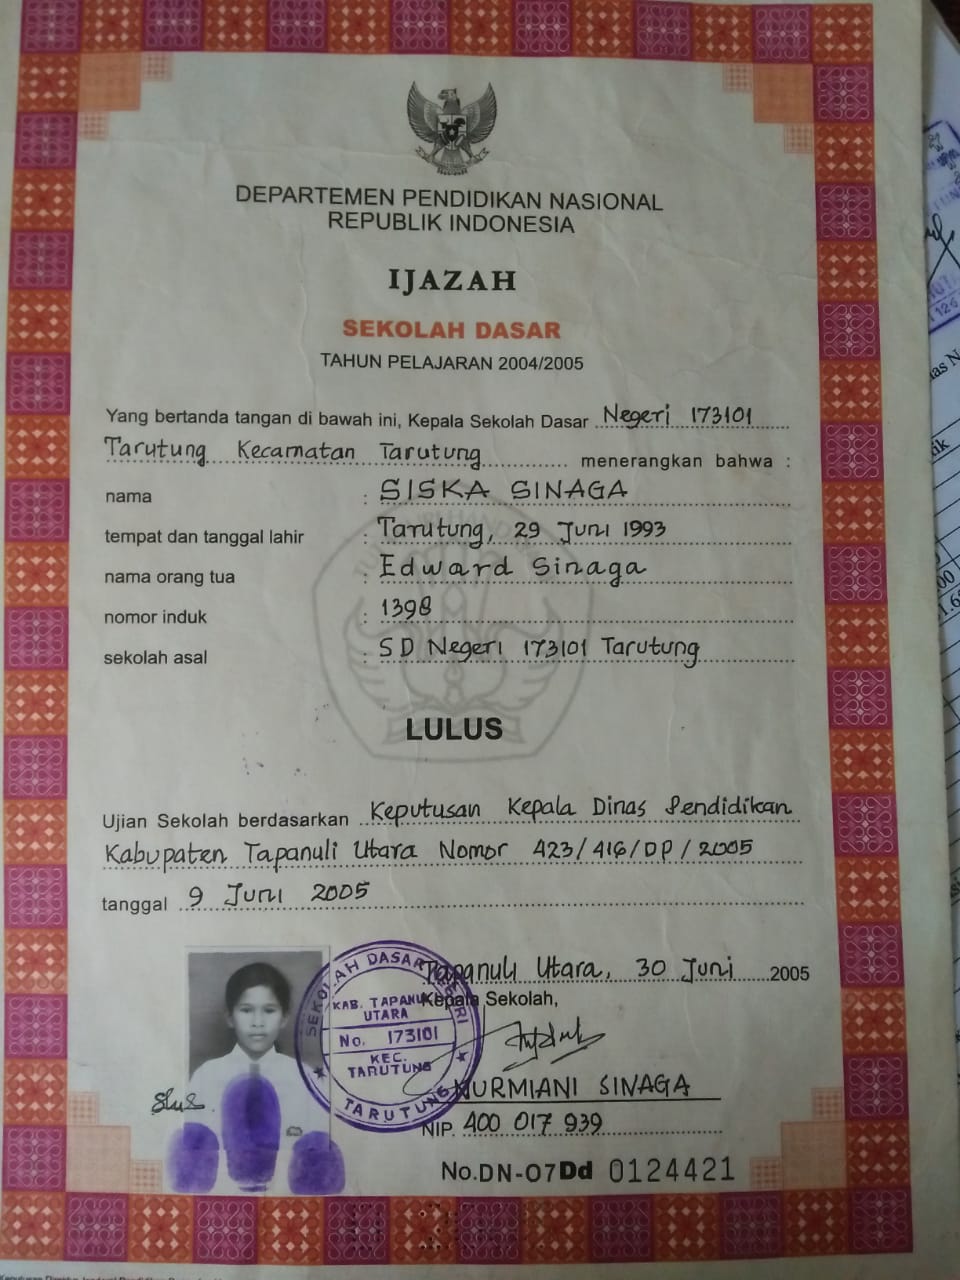 DEPARTEMEN PENDIDIKAN NASIONAL
REPUBLIK INDONESIA
IJAZAH
SEKOLAH DASAR
TAHUN PELAJARAN 2004/2005
Yang bertanda tangan di bawah ini, Kepala Sekolah Dasar Negeri 173101
Tarutung Kecamatan Tarutung menerangkan bahwa :
nama : SISKA SINAGA
tempat dan tanggal lahir : Tarutung, 29 Juni 1993
nama orang tua : Edward Sinaga
nomor induk : 1398
sekolah asal : SD Negeri 173101 Tarutung
LULUS
Ujian Sekolah berdasarkan Keputusan Kepala Dinas Pendidikan
Kabupaten Tapanuli Utara Nomor 423/416/DP/2005
tanggal 9 Juni 2005
Tapanuli Utara, 30 Juni 2005
Kepala Sekolah,
SEKOLAH DASAR NEGERI
KAB. TAPANULI
UTARA
No. 173101
KEC.
TARUTUNG
TARUTUNG
NURMIANI SINAGA
NIP. 400 017 939
No.DN-07Dd 0124421